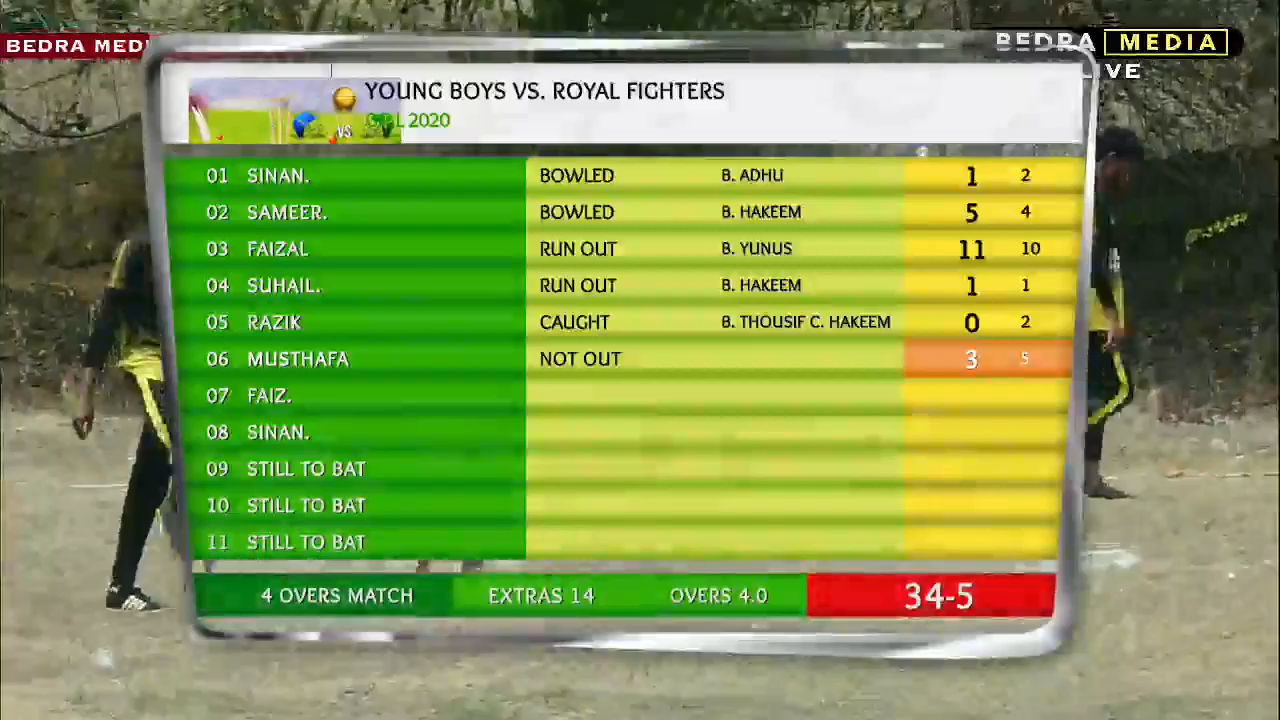 BEDRA MEDI
BEDRA MEDIA
LIVE
YOUNG BOYS VS. ROYAL FIGHTERS
2020
VS
01 SINAN. BOWLED B. ADHU 1 2
02 SAMEER. BOWLED B. HAKEEM 5 4
03 FAIZAL RUN OUT B. YUNUS 11 10
04 SUHAIL. RUN OUT B. HAKEEM 1 1
05 RAZIK CAUGHT B. THOUSIF C. HAKEEM 0 2
06 MUSTHAFA NOT OUT 3 5
07 FAIZ.
08 SINAN.
09 STILL TO BAT
10 STILL TO BAT
11 STILL TO BAT
4 OVERS MATCH EXTRAS 14 OVERS 4.0 34-5